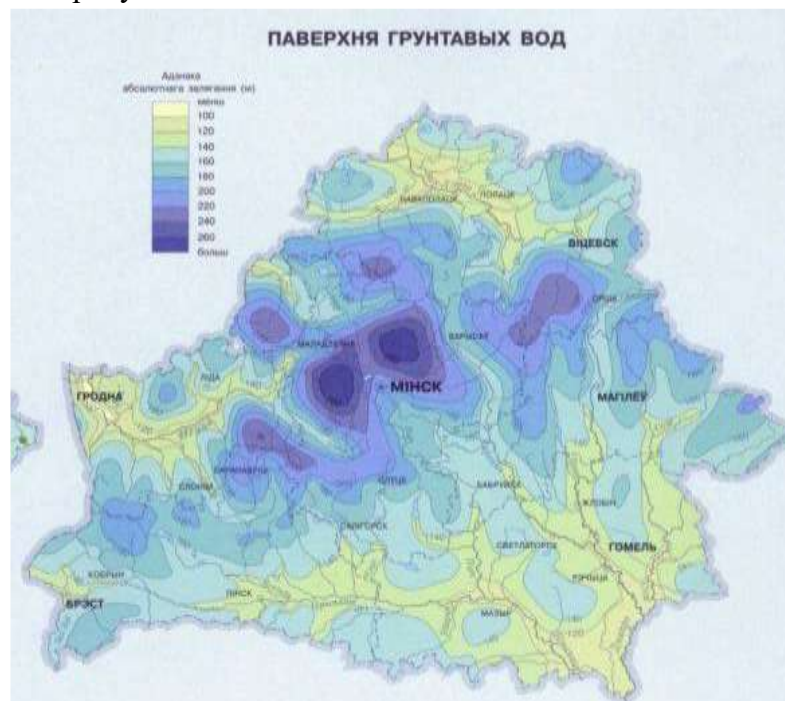 ПАВЕРХНЯ ГРУНТАВЫХ ВОД
Адзнака
абсалютнага залягання (м)
менш
100
120
140
160
180
200
220
240
260
больш
НАВАПОЛАЦК
ПОЛАЦК
ВІЦЕБСК
ОРША
БАРЫСАЎ
МАЛАДЗЕЧНА
МІНСК
ЛІДА
ГРОДНА
МАГІЛЕЎ
БАРАНАВІЧЫ
СЛОНІМ
СЛУЦК
БАБРУЙСК
ЖЛОБІН
САЛІГОРСК
СВЕТЛАГОРСК
ГОМЕЛЬ
РЭЧЫЦА
КОБРЫН
ПІНСК
БРЭСТ
МАЗЫР